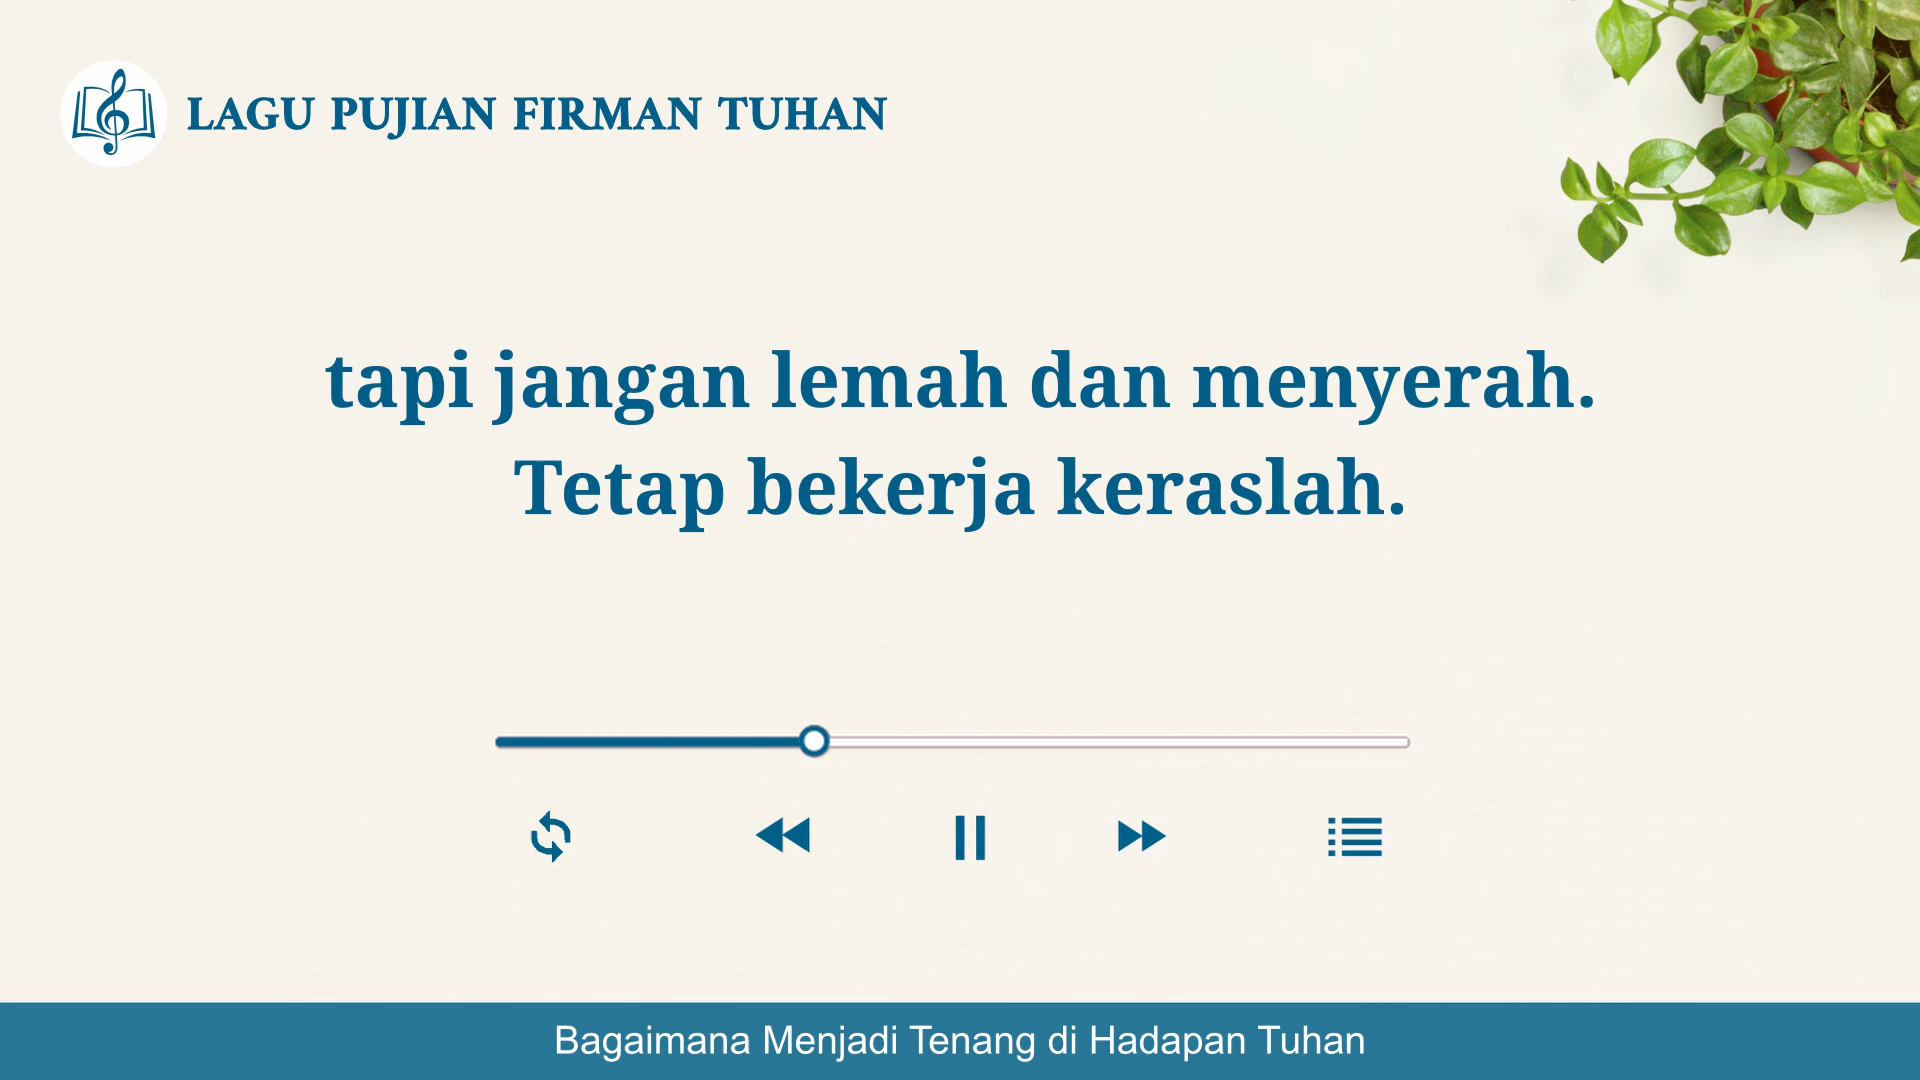 LAGU PUJIAN FIRMAN TUHAN
tapi jangan lemah dan menyerah.
Tetap bekerja keraslah.
Bagaimana Menjadi Tenang di Hadapan Tuhan